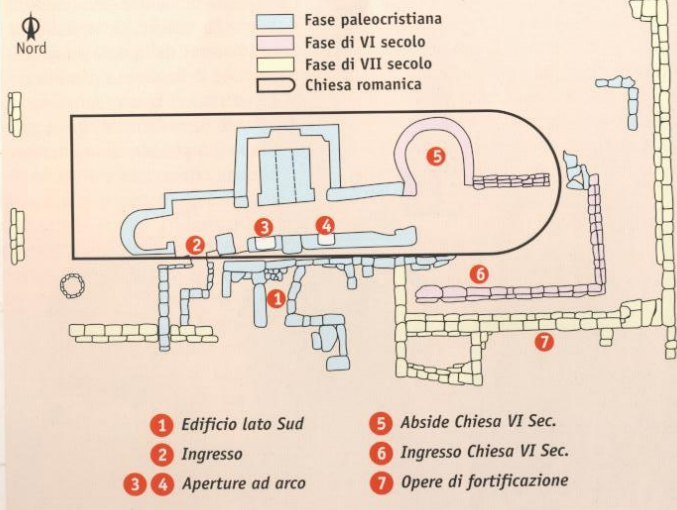 Nord
Fase paleocristiana
Fase di VI secolo
Fase di VII secolo
Chiesa romanica
5
3
4
2
6
1
7
1 Edificio lato Sud
2 Ingresso
3 4 Aperture ad arco
5 Abside Chiesa VI Sec.
6 Ingresso Chiesa VI Sec.
7 Opere di fortificazione